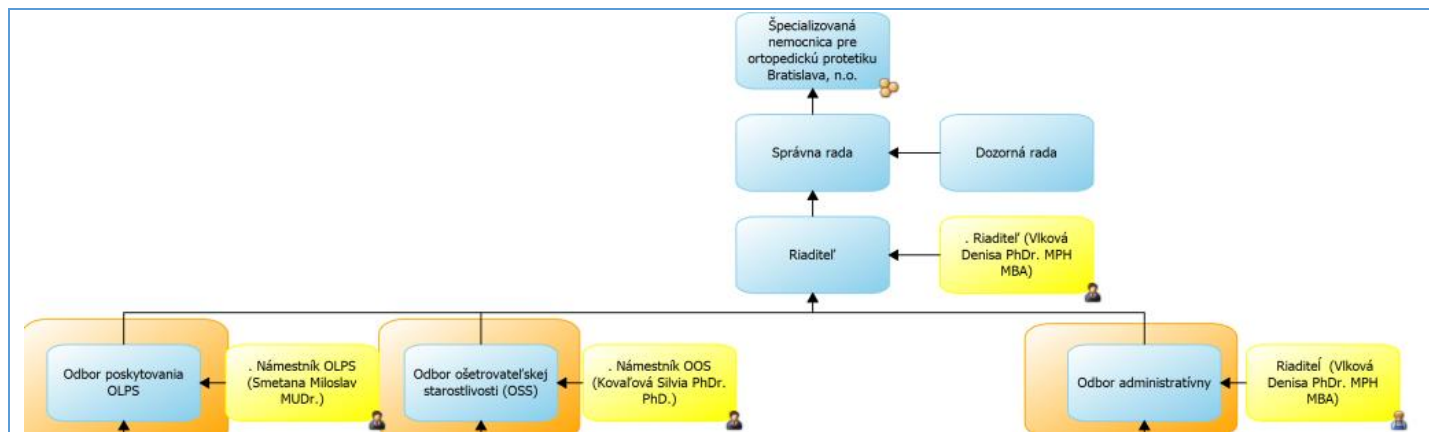 Špecializovaná
nemocnica pre
ortopedickú protetiku
Bratislava, n.o.
Správna rada
Dozorná rada
Riaditeľ
. Riaditeľ (Vlková
Denisa PhDr. MPH
MBA)
Odbor poskytovania
OLPS
. Námestník OLPS
(Smetana Miloslav
MUDr.)
Odbor ošetrovateľskej
starostlivosti (OSS)
. Námestník OOS
(Kovaľová Silvia PhDr.
PhD.)
Odbor administratívny
Riaditeĺ (Vlková
Denisa PhDr. MPH
MBA)